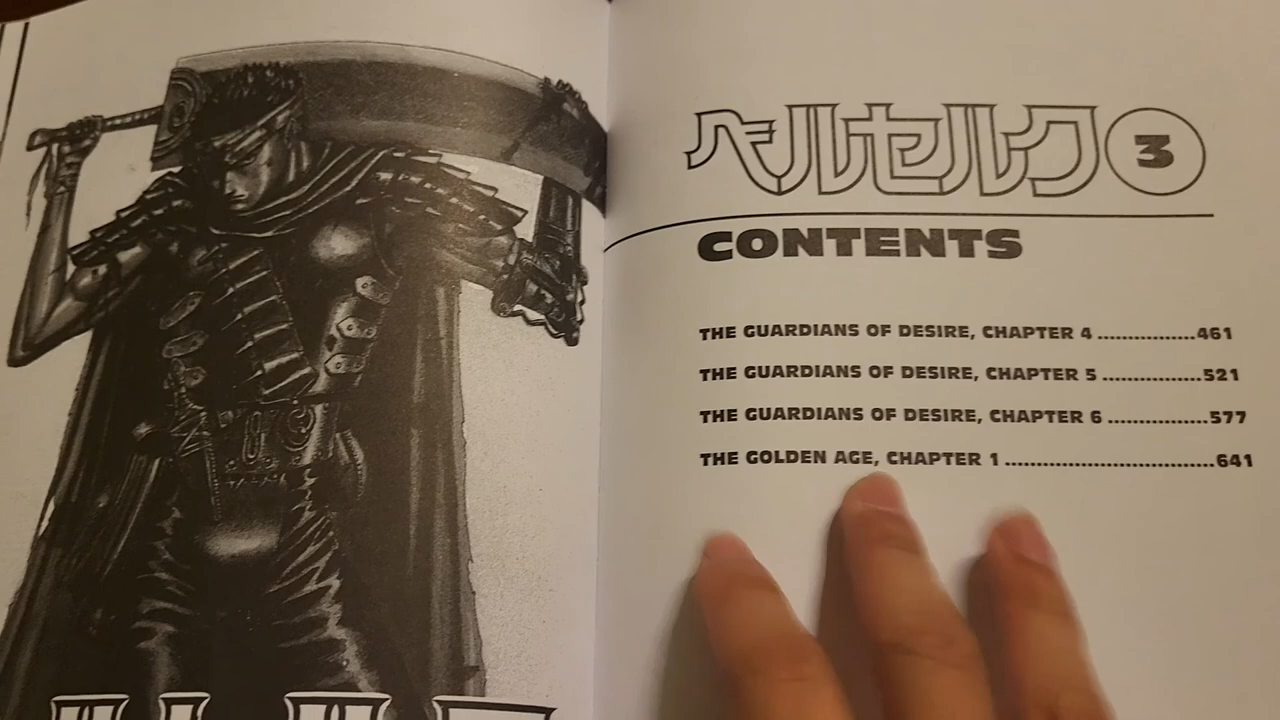 ベルセルク 3
CONTENTS
THE GUARDIANS OF DESIRE, CHAPTER 4 ............461
THE GUARDIANS OF DESIRE, CHAPTER 5 ............521
THE GUARDIANS OF DESIRE, CHAPTER 6 ............577
THE GOLDEN AGE, CHAPTER 1 ..................................641